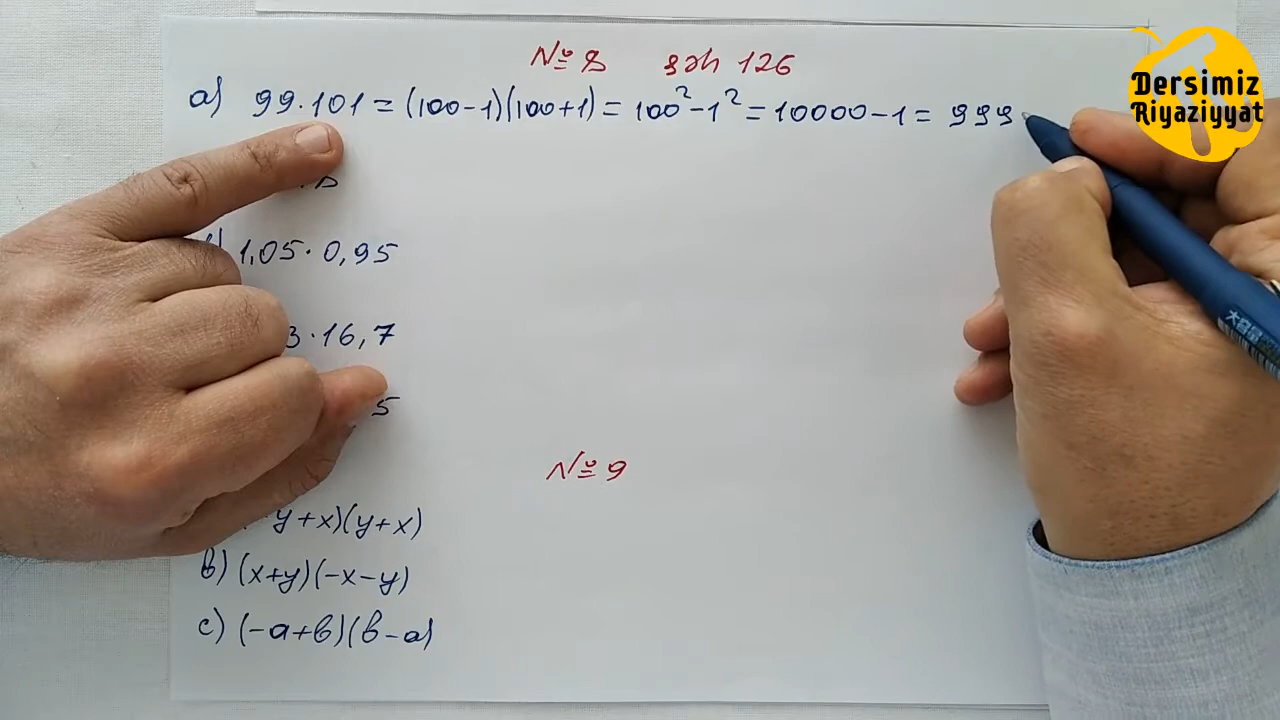 № 8 səh 126
Dersimiz
Riyaziyyat
a) 99·101 = (100-1)(100+1) = 100² - 1² = 10000 - 1 = 999
1,05 · 0,95
3 · 16,7
5
№ 9
y+x)(y+x)
b) (x+y)(-x-y)
c) (-a+b)(b-a)